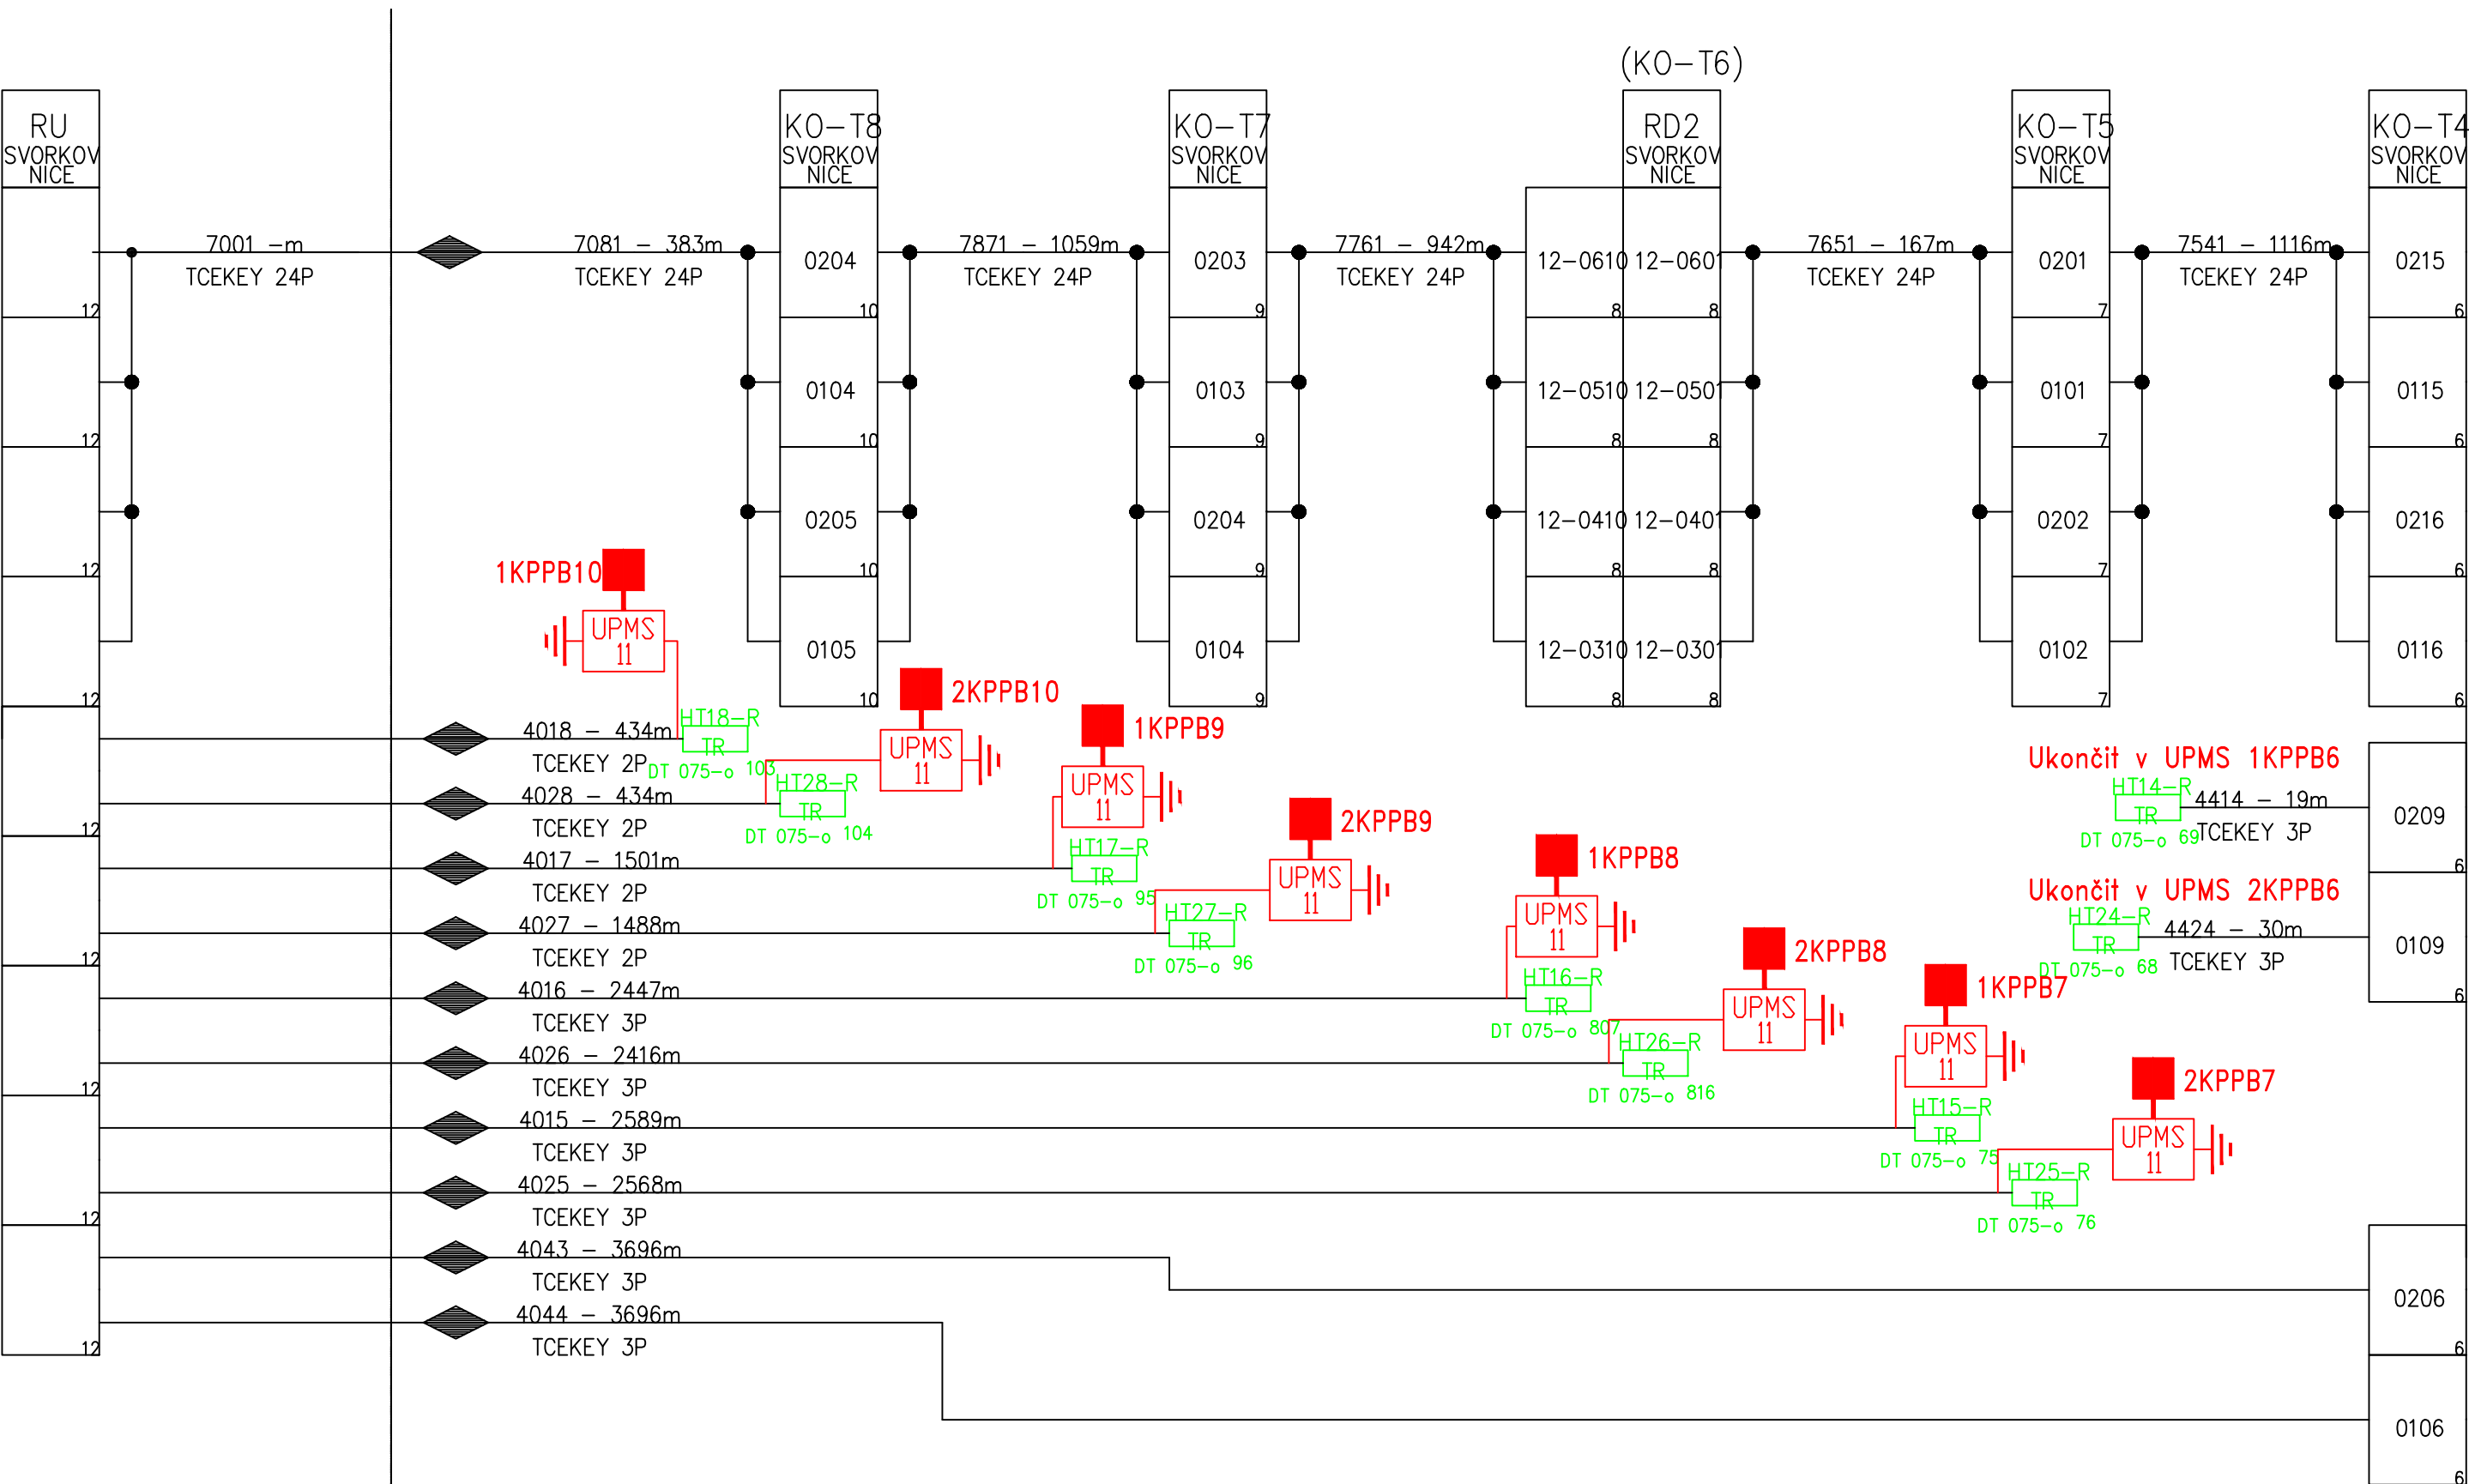 (KO-T6)
RU
SVORKOV
NICE
KO-T8
SVORKOV
NICE
KO-T7
SVORKOV
NICE
RD2
SVORKOV
NICE
KO-T5
SVORKOV
NICE
KO-T4
SVORKOV
NICE
7001 -m
TCEKEY 24P
7081 - 383m
TCEKEY 24P
7871 - 1059m
TCEKEY 24P
7761 - 942m
TCEKEY 24P
7651 - 167m
TCEKEY 24P
7541 - 1116m
TCEKEY 24P
0204
0203
12-0610
12-0601
0201
0215
12
10
9
8
8
7
6
0104
0103
12-0510
12-0501
0101
0115
12
10
9
8
8
7
6
0205
0204
12-0410
12-0401
0202
0216
12
10
9
8
8
7
6
0105
0104
12-0310
12-0301
0102
0116
12
10
9
8
8
7
6
1KPPB10
UPMS
11
HT18-R
TR
DT 075-o 103
4018 - 434m
TCEKEY 2P
2KPPB10
UPMS
11
HT28-R
TR
DT 075-o 104
4028 - 434m
TCEKEY 2P
12
1KPPB9
UPMS
11
HT17-R
TR
DT 075-o 95
4017 - 1501m
TCEKEY 2P
2KPPB9
UPMS
11
HT27-R
TR
DT 075-o 96
4027 - 1488m
TCEKEY 2P
12
1KPPB8
UPMS
11
HT16-R
TR
DT 075-o 807
4016 - 2447m
TCEKEY 3P
2KPPB8
UPMS
11
HT26-R
TR
DT 075-o 816
4026 - 2416m
TCEKEY 3P
12
1KPPB7
UPMS
11
HT15-R
TR
DT 075-o 75
4015 - 2589m
TCEKEY 3P
2KPPB7
UPMS
11
HT25-R
TR
DT 075-o 76
4025 - 2568m
TCEKEY 3P
12
4043 - 3696m
TCEKEY 3P
4044 - 3696m
TCEKEY 3P
12
Ukončit v UPMS 1KPPB6
HT14-R
TR
DT 075-o 69
4414 - 19m
TCEKEY 3P
0209
6
Ukončit v UPMS 2KPPB6
HT24-R
TR
DT 075-o 68
4424 - 30m
TCEKEY 3P
0109
6
0206
6
0106
6